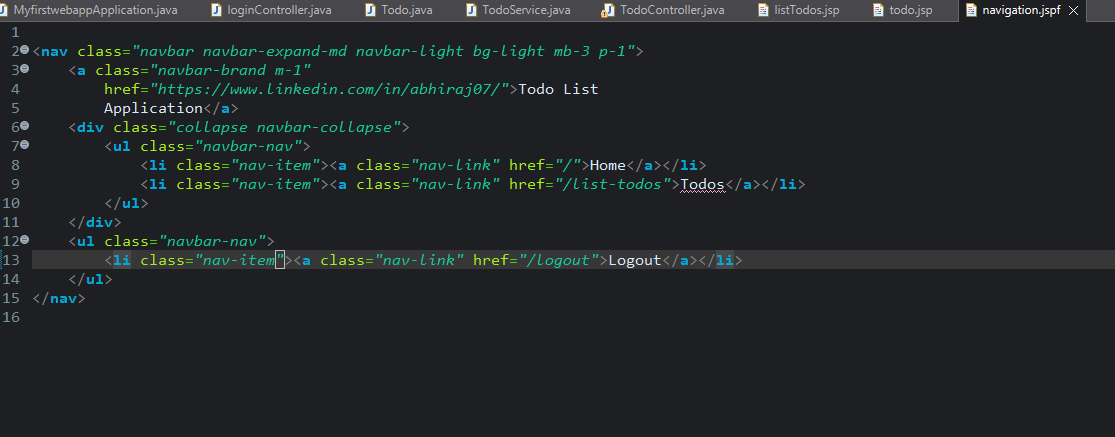 MyfirstwebappApplication.java loginController.java Todo.java TodoService.java TodoController.java listTodos.jsp todo.jsp navigation.jspf
1
2 <nav class="navbar navbar-expand-md navbar-light bg-light mb-3 p-1">
3 <a class="navbar-brand m-1"
4 href="https://www.linkedin.com/in/abhiraj07/">Todo List
5 Application</a>
6 <div class="collapse navbar-collapse">
7 <ul class="navbar-nav">
8 <li class="nav-item"><a class="nav-link" href="/">Home</a></li>
9 <li class="nav-item"><a class="nav-link" href="/list-todos">Todos</a></li>
10 </ul>
11 </div>
12 <ul class="navbar-nav">
13 <li class="nav-item"><a class="nav-link" href="/logout">Logout</a></li>
14 </ul>
15 </nav>
16